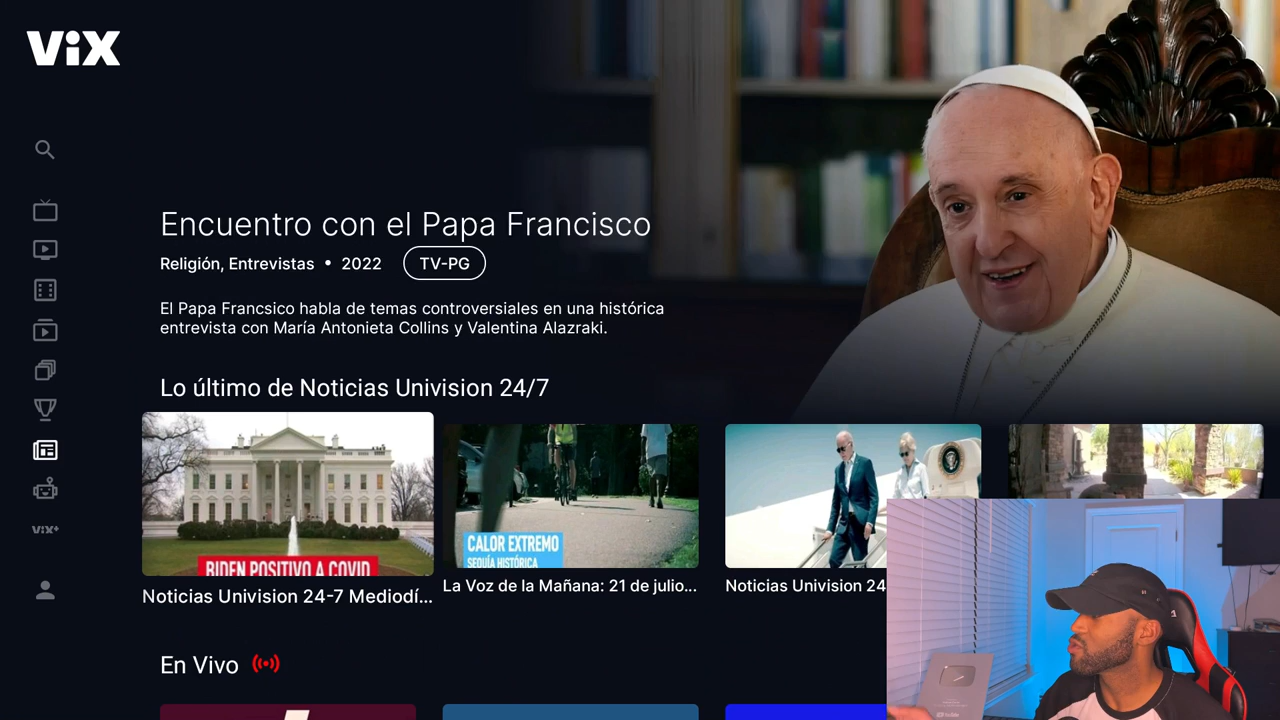 ViX
Encuentro con el Papa Francisco
Religión, Entrevistas • 2022 TV-PG
El Papa Francsico habla de temas controversiales en una histórica
entrevista con María Antonieta Collins y Valentina Alazraki.
Lo último de Noticias Univision 24/7
BIDEN POSITIVO A COVID
CALOR EXTREMO
SEQUÍA HISTÓRICA
Noticias Univision 24-7 Mediodí...
La Voz de la Mañana: 21 de julio...
Noticias Univision 24
ViX+
En Vivo